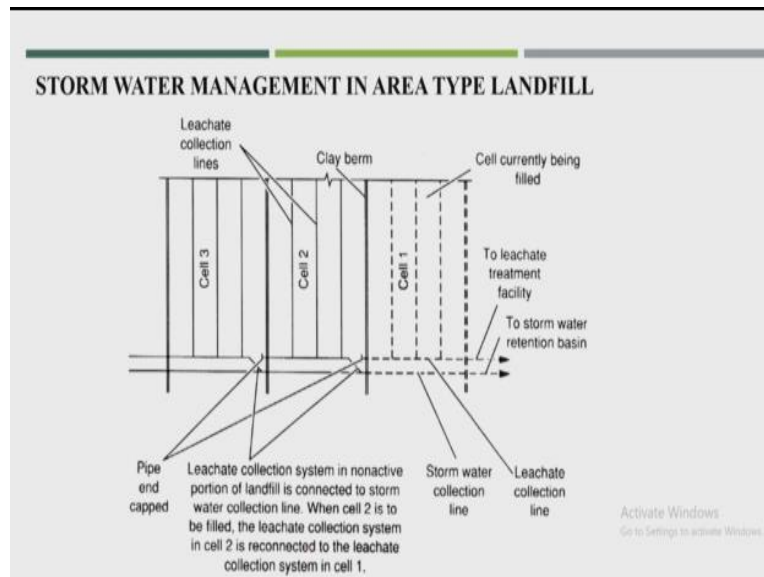 STORM WATER MANAGEMENT IN AREA TYPE LANDFILL
Leachate
collection
lines
Clay berm
Cell currently being
filled
Cell 3
Cell 2
Cell 1
To leachate
treatment
facility
To storm water
retention basin
Pipe
end
capped
Leachate collection system in nonactive
portion of landfill is connected to storm
water collection line. When cell 2 is to
be filled, the leachate collection system
in cell 2 is reconnected to the leachate
collection system in cell 1.
Storm water
collection
line
Leachate
collection
line
Activate Windows
Go to Settings to activate Windows.